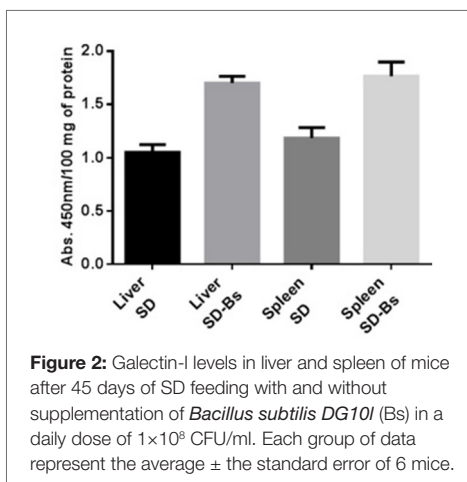 Abs. 450nm/100 mg of protein
2.0
1.5
1.0
0.5
0.0
Liver
SD
Liver
SD-Bs
Spleen
SD
Spleen
SD-Bs
Figure 2: Galectin-I levels in liver and spleen of mice
after 45 days of SD feeding with and without
supplementation of Bacillus subtilis DG10I (Bs) in a
daily dose of 1×10⁸ CFU/ml. Each group of data
represent the average ± the standard error of 6 mice.